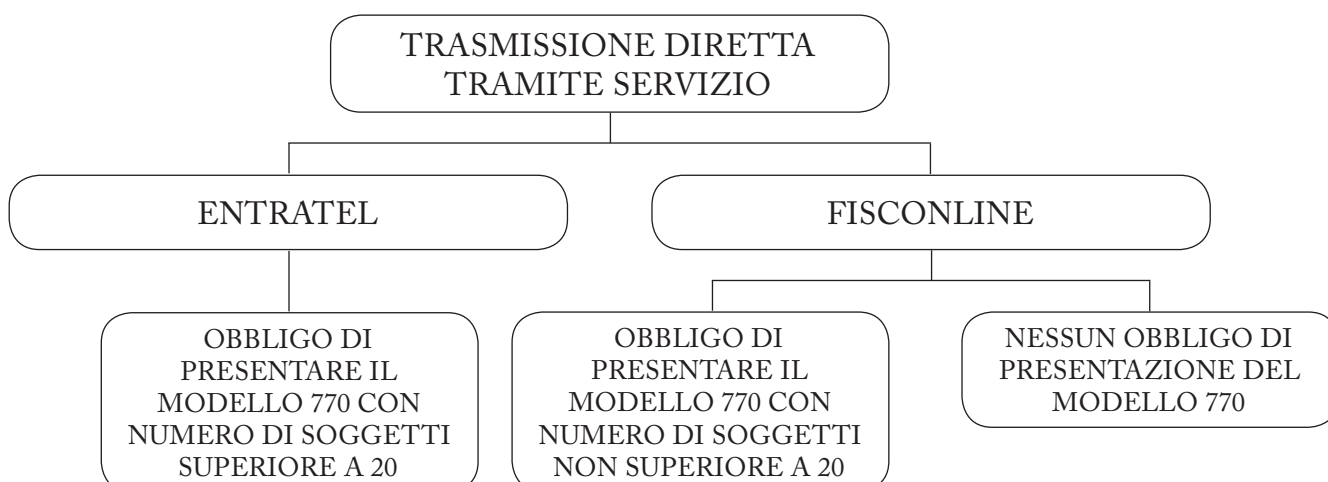 TRASMISSIONE DIRETTA
TRAMITE SERVIZIO
ENTRATEL
FISCONLINE
OBBLIGO DI
PRESENTARE IL
MODELLO 770 CON
NUMERO DI SOGGETTI
SUPERIORE A 20
OBBLIGO DI
PRESENTARE IL
MODELLO 770 CON
NUMERO DI SOGGETTI
NON SUPERIORE A 20
NESSUN OBBLIGO DI
PRESENTAZIONE DEL
MODELLO 770